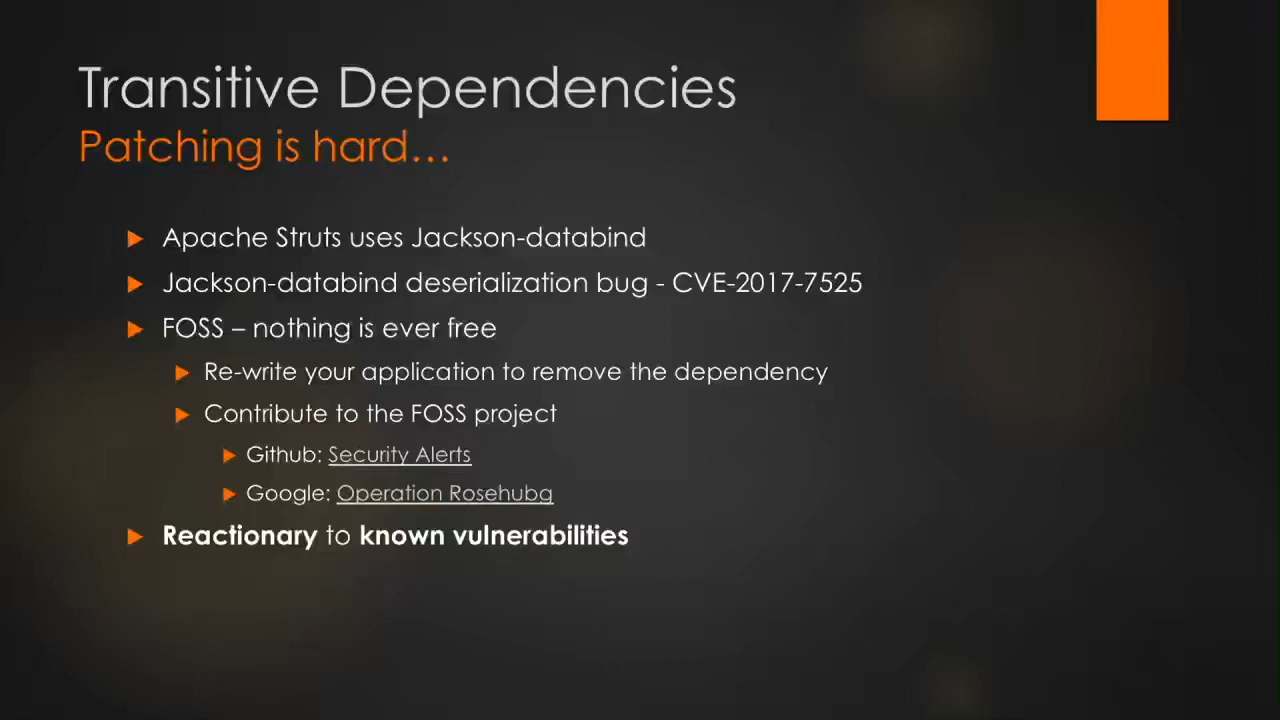 Transitive Dependencies
Patching is hard...
Apache Struts uses Jackson-databind
Jackson-databind deserialization bug - CVE-2017-7525
FOSS – nothing is ever free
Re-write your application to remove the dependency
Contribute to the FOSS project
Github: Security Alerts
Google: Operation Rosehubg
Reactionary to known vulnerabilities